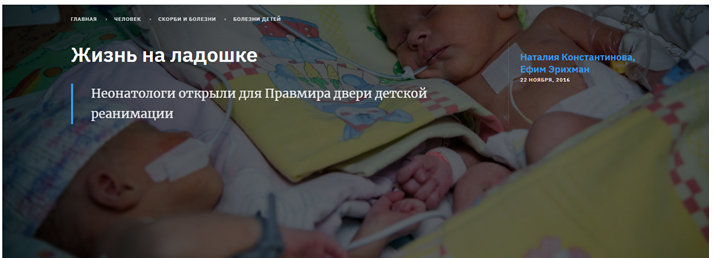 ГЛАВНАЯ › ЧЕЛОВЕК › СКОРБИ И БОЛЕЗНИ › БОЛЕЗНИ ДЕТЕЙ
Жизнь на ладошке
Наталия Константинова,
Ефим Эрихман
22 НОЯБРЯ, 2016
Неонатологи открыли для Правмира двери детской
реанимации